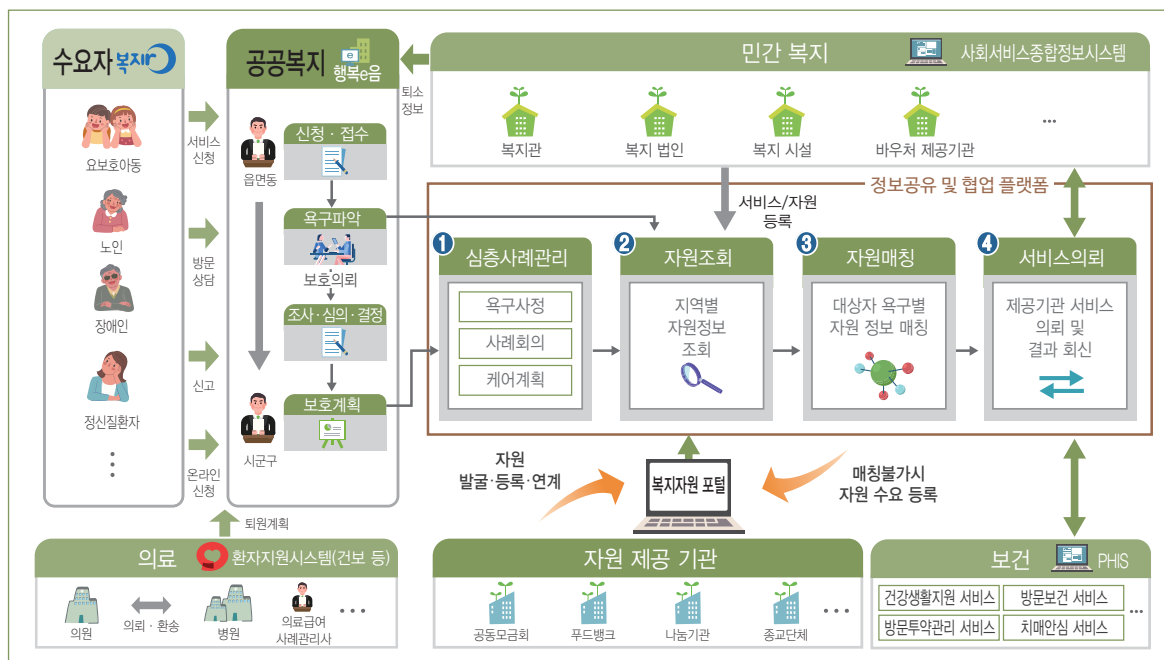 수요자 복지r
요보호아동
노인
장애인
정신질환자
⋮
서비스
신청
방문
상담
신고
온라인
신청
공공복지 행복e음
읍면동
시군구
신청 · 접수
욕구파악
보호의뢰
조사 · 심의 · 결정
보호계획
퇴소
정보
민간 복지 사회서비스종합정보시스템
복지관
복지 법인
복지 시설
바우처 제공기관
...
정보공유 및 협업 플랫폼
서비스/자원
등록
1 심층사례관리
욕구사정
사례회의
케어계획
2 자원조회
지역별
자원정보
조회
3 자원매칭
대상자 욕구별
자원 정보 매칭
4 서비스의뢰
제공기관 서비스
의뢰 및
결과 회신
자원
발굴·등록·연계
복지자원 포털
매칭불가시
자원 수요 등록
퇴원계획
의료 환자지원시스템(건보 등)
의원
의뢰 · 환송
병원
의료급여
사례관리사
...
자원 제공 기관
공동모금회
푸드뱅크
나눔기관
종교단체
...
보건 PHIS
건강생활지원 서비스
방문보건 서비스
방문투약관리 서비스
치매안심 서비스
...